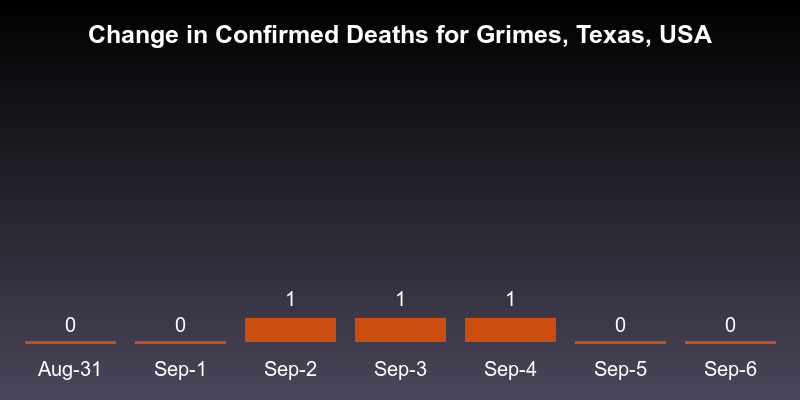 Change in Confirmed Deaths for Grimes, Texas, USA
0 0 1 1 1 0 0
Aug-31 Sep-1 Sep-2 Sep-3 Sep-4 Sep-5 Sep-6